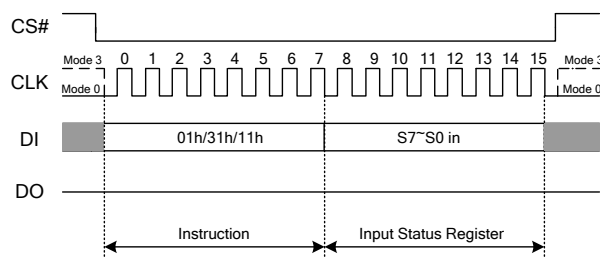 CS#
Mode 3 0 1 2 3 4 5 6 7 8 9 10 11 12 13 14 15 Mode 3
CLK
Mode 0 Mode 0
DI 01h/31h/11h S7~S0 in
DO
Instruction Input Status Register